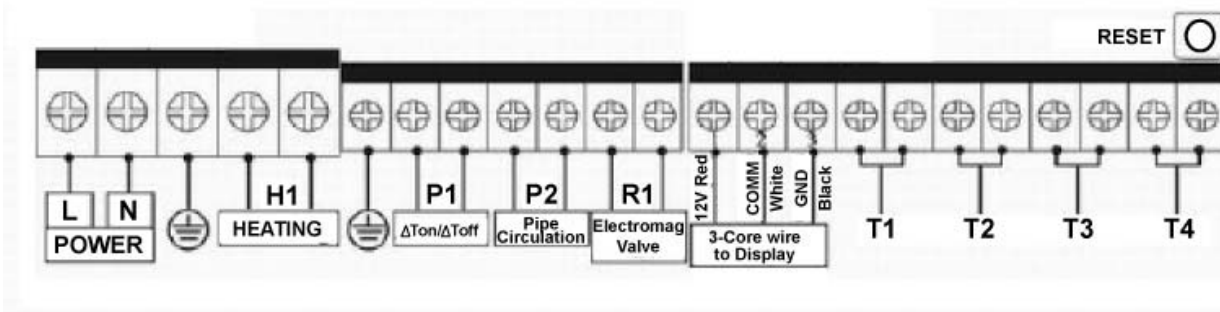 RESET
L N
POWER
H1
HEATING
P1
ΔTon/ΔToff
P2
Pipe
Circulation
R1
Electromag
Valve
12V Red
COMM
White
GND
Black
3-Core wire
to Display
T1
T2
T3
T4